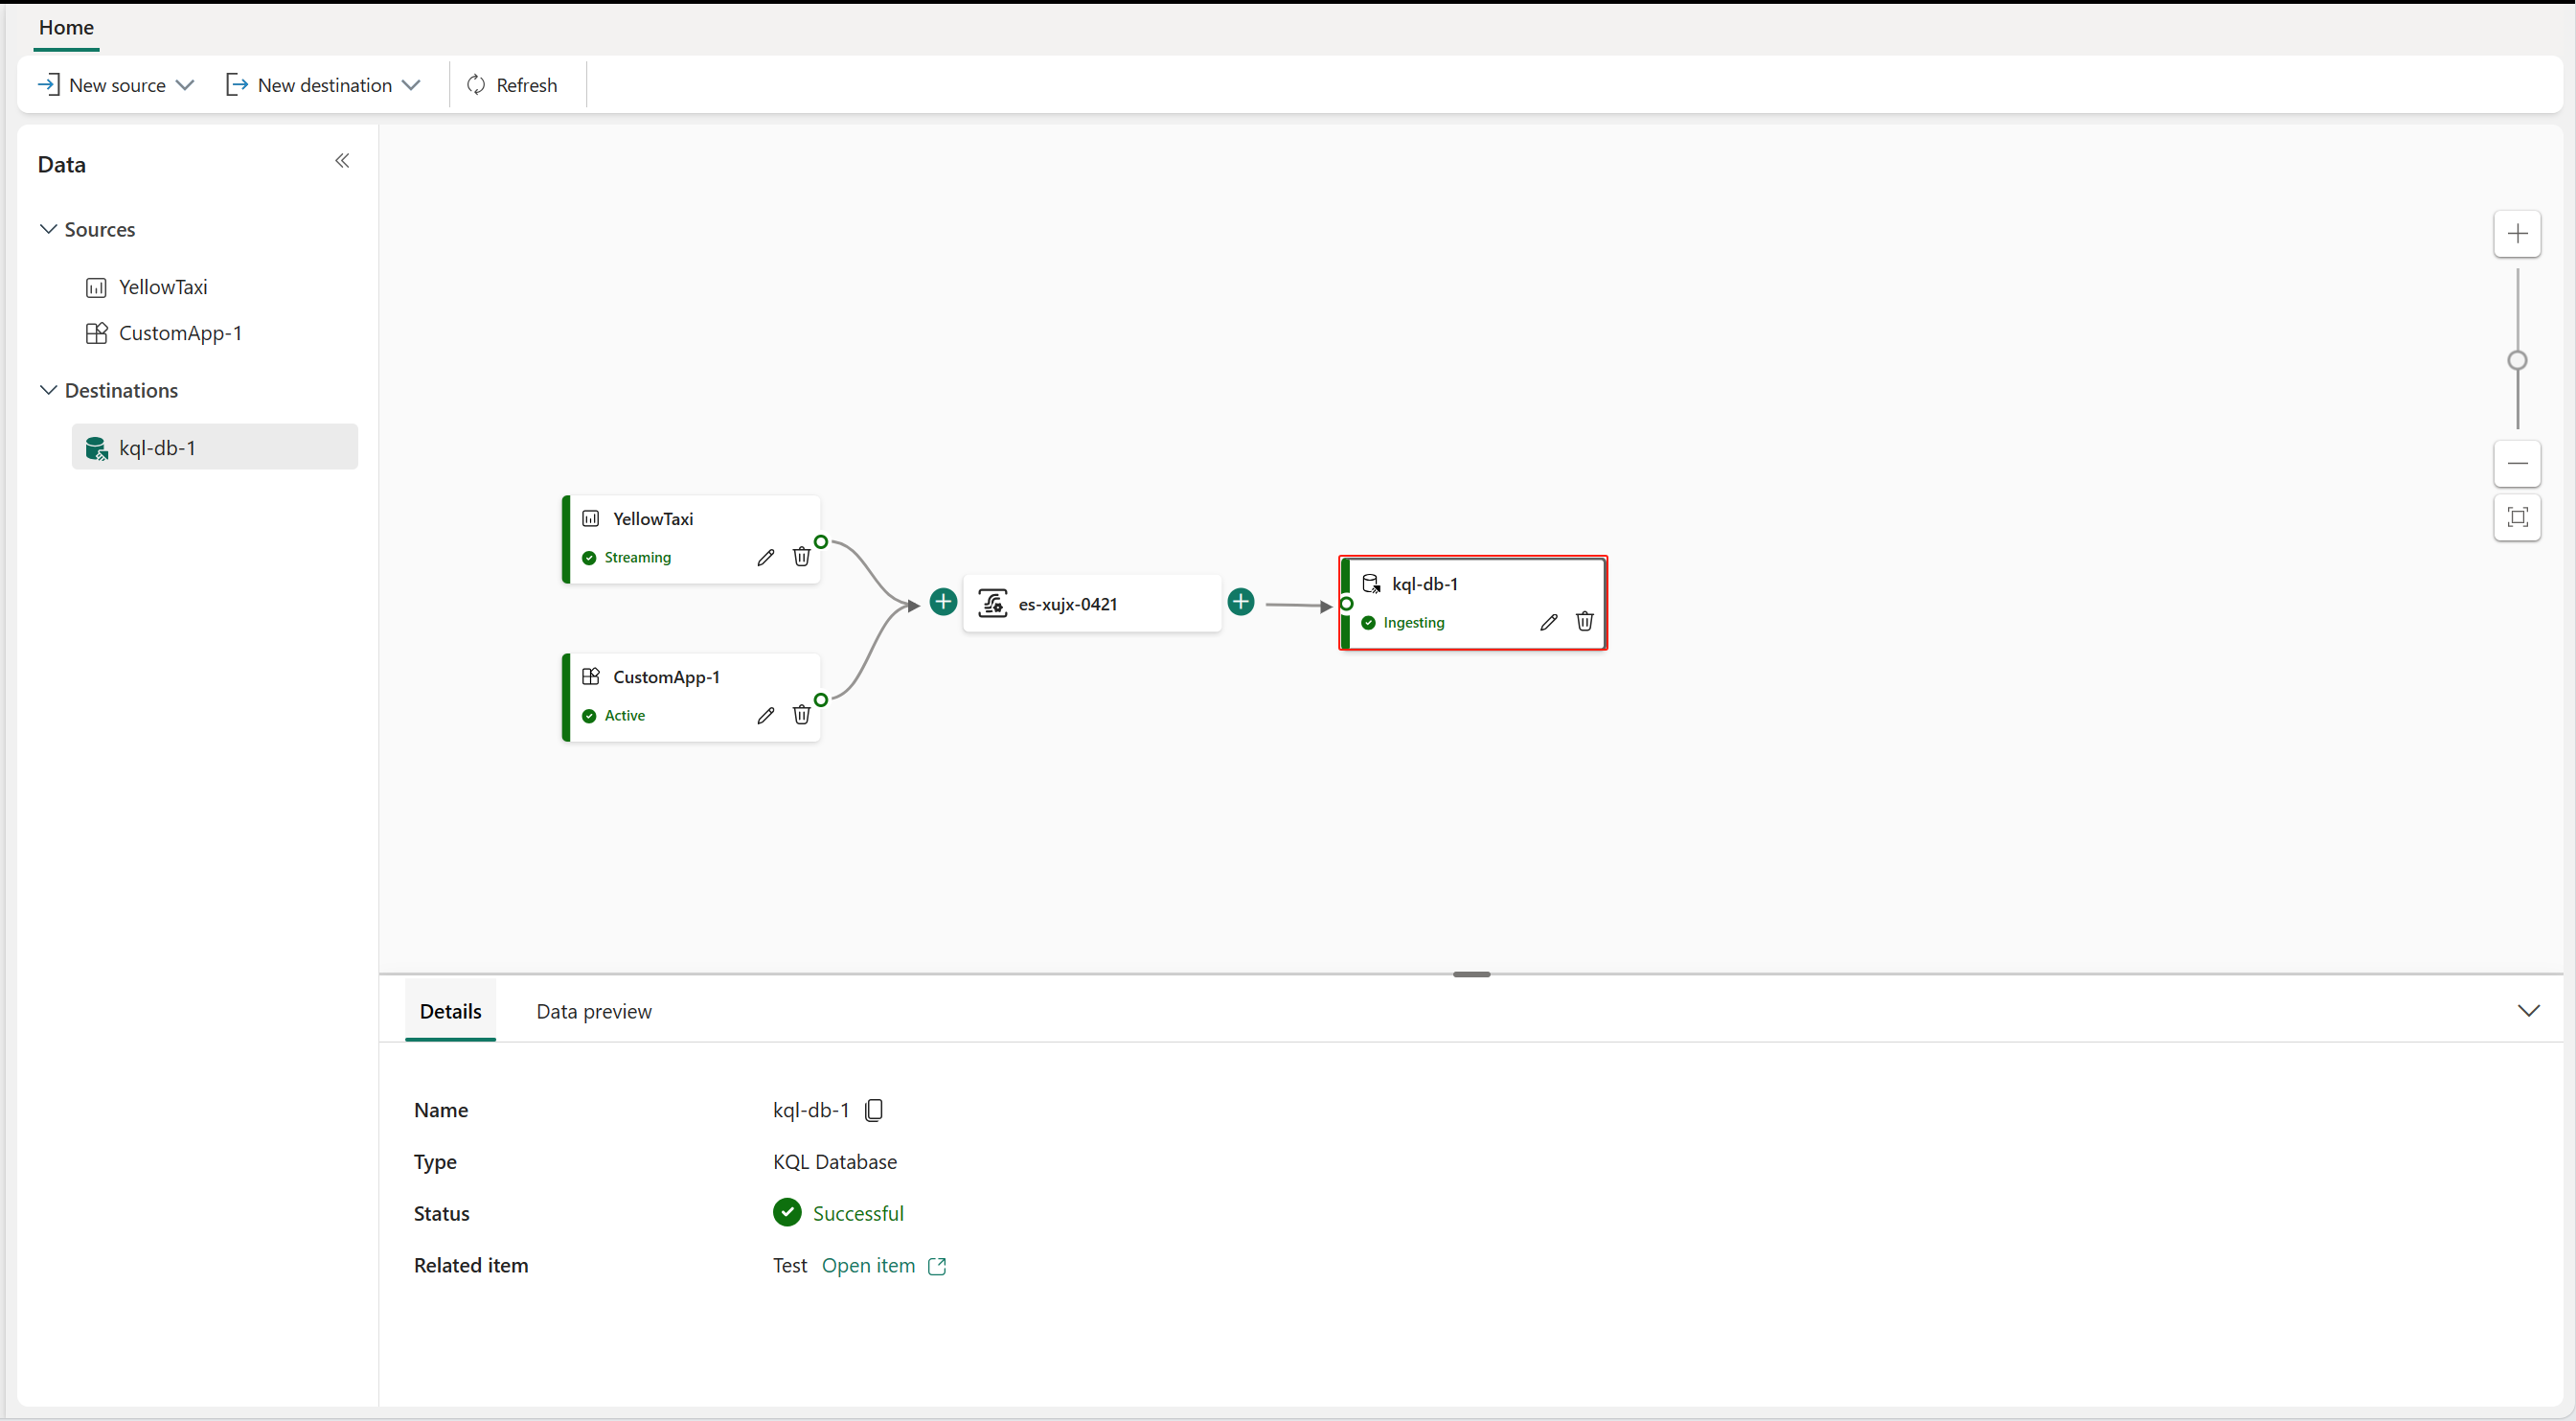 Home
New source
New destination
Refresh
Data
Sources
YellowTaxi
CustomApp-1
Destinations
kql-db-1
YellowTaxi
Streaming
CustomApp-1
Active
es-xujx-0421
kql-db-1
Ingesting
Details
Data preview
Name kql-db-1
Type KQL Database
Status Successful
Related item Test Open item